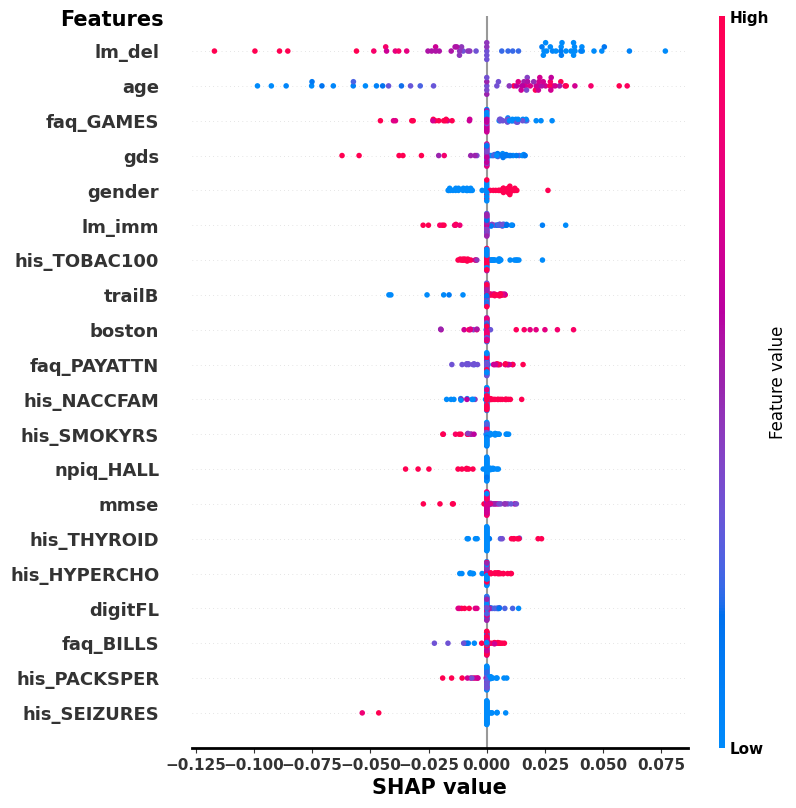 Features
High
lm_del
age
faq_GAMES
gds
gender
lm_imm
his_TOBAC100
trailB
boston
faq_PAYATTN
his_NACCFAM
his_SMOKYRS
npiq_HALL
mmse
his_THYROID
his_HYPERCHO
digitFL
faq_BILLS
his_PACKSPER
his_SEIZURES
Feature value
Low
−0.125 −0.100 −0.075 −0.050 −0.025 0.000 0.025 0.050 0.075
SHAP value